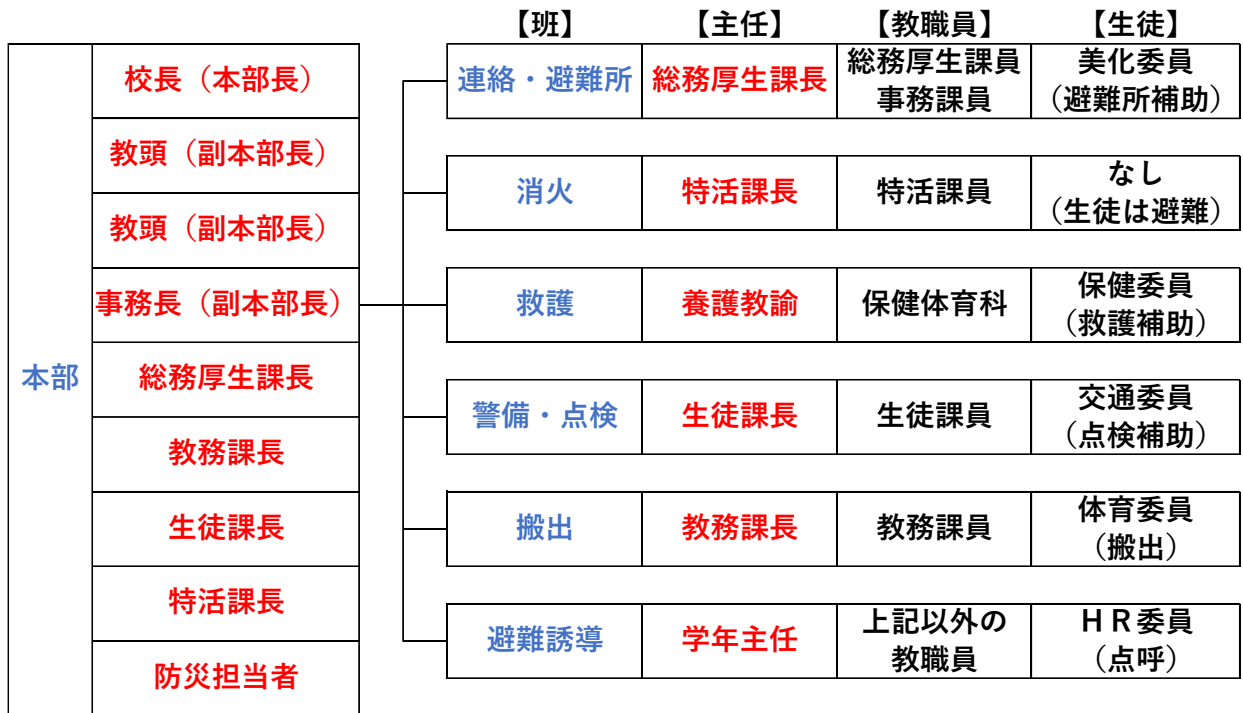 【班】 【主任】 【教職員】 【生徒】
本部
校長（本部長）
教頭（副本部長）
教頭（副本部長）
事務長（副本部長）
総務厚生課長
教務課長
生徒課長
特活課長
防災担当者
連絡・避難所 総務厚生課長 総務厚生課員 美化委員
事務課員 （避難所補助）
消火 特活課長 特活課員 なし
（生徒は避難）
救護 養護教諭 保健体育科 保健委員
（救護補助）
警備・点検 生徒課長 生徒課員 交通委員
（点検補助）
搬出 教務課長 教務課員 体育委員
（搬出）
避難誘導 学年主任 上記以外の ＨＲ委員
教職員 （点呼）